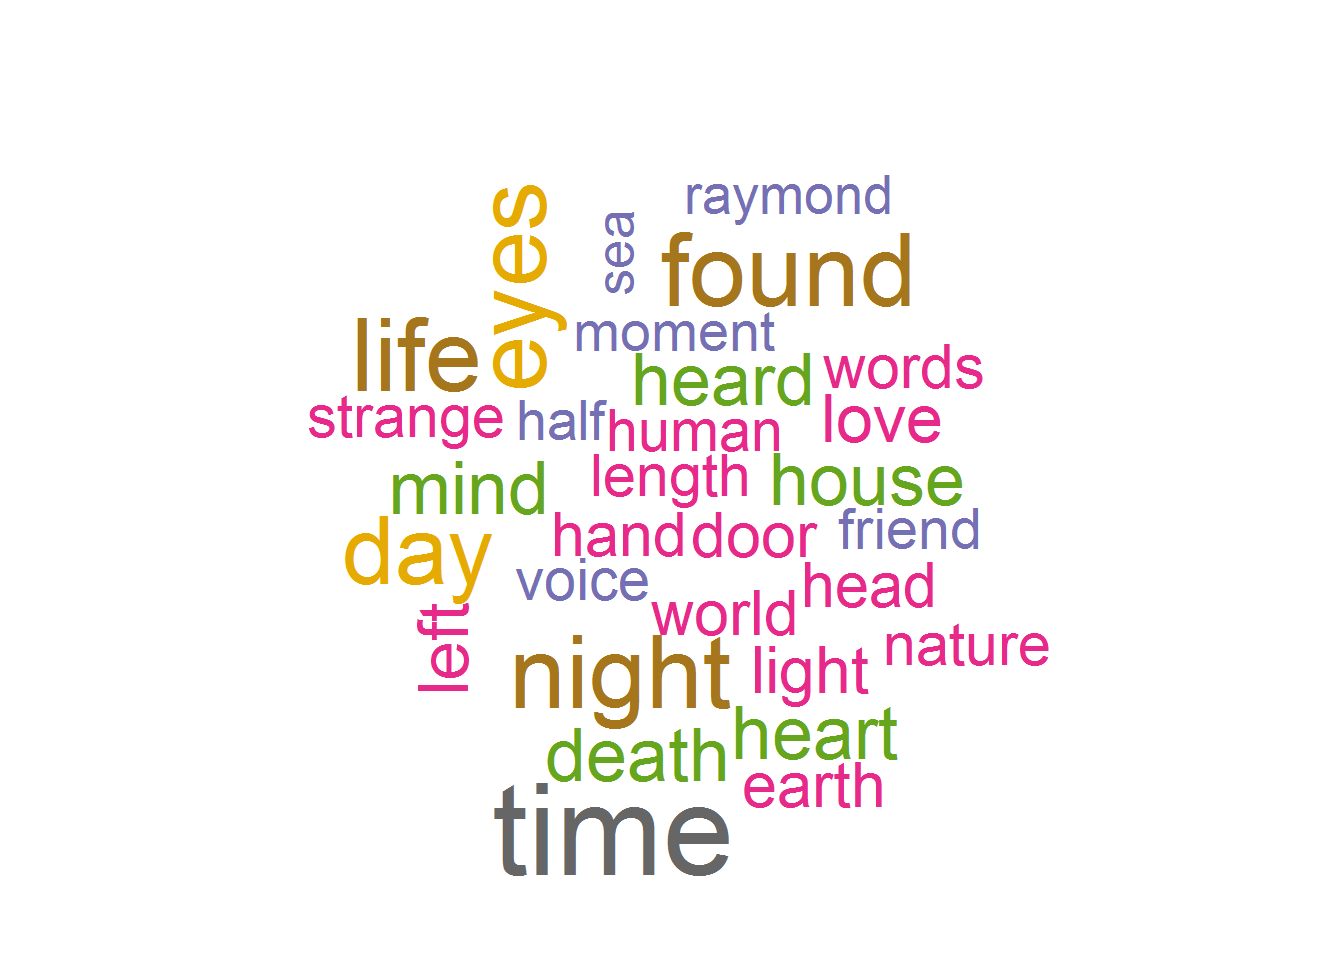 raymond
eyes
sea
found
life
moment
heard
words
strange
half
human
love
mind
length
house
day
hand
door
friend
voice
head
left
world
nature
night
light
death
heart
earth
time